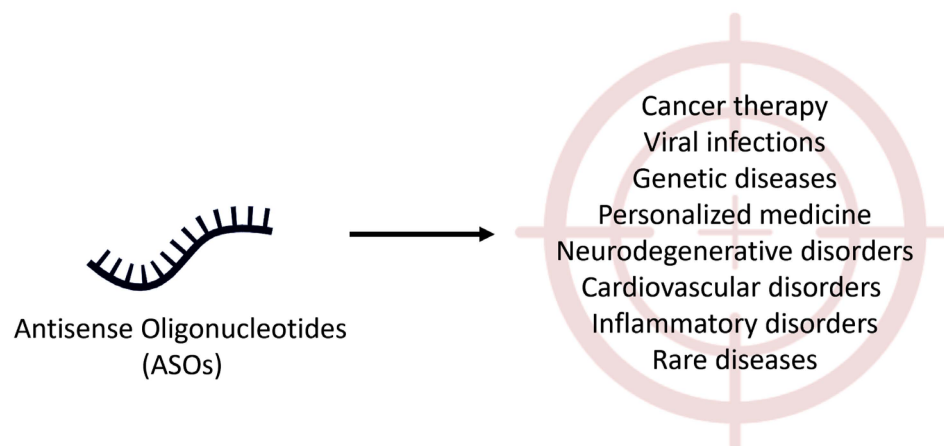 Antisense Oligonucleotides
(ASOs)
Cancer therapy
Viral infections
Genetic diseases
Personalized medicine
Neurodegenerative disorders
Cardiovascular disorders
Inflammatory disorders
Rare diseases